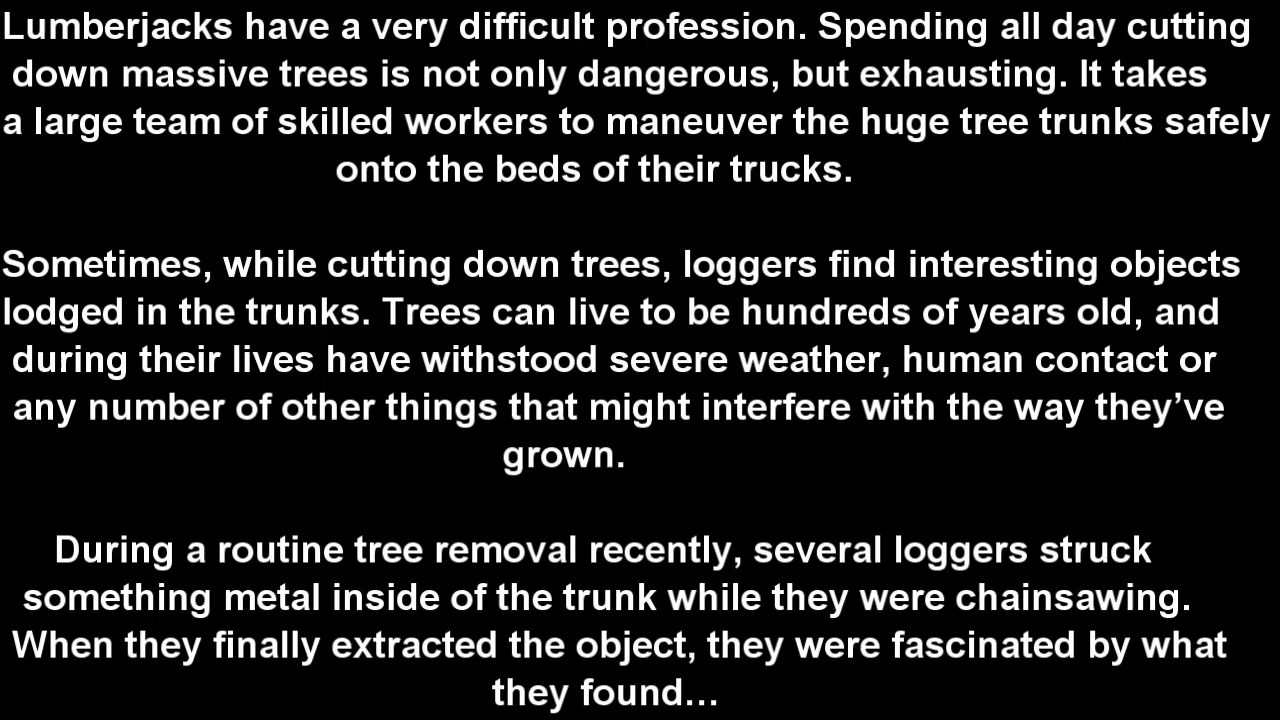 Lumberjacks have a very difficult profession. Spending all day cutting
down massive trees is not only dangerous, but exhausting. It takes
a large team of skilled workers to maneuver the huge tree trunks safely
onto the beds of their trucks.
Sometimes, while cutting down trees, loggers find interesting objects
lodged in the trunks. Trees can live to be hundreds of years old, and
during their lives have withstood severe weather, human contact or
any number of other things that might interfere with the way they’ve
grown.
During a routine tree removal recently, several loggers struck
something metal inside of the trunk while they were chainsawing.
When they finally extracted the object, they were fascinated by what
they found…